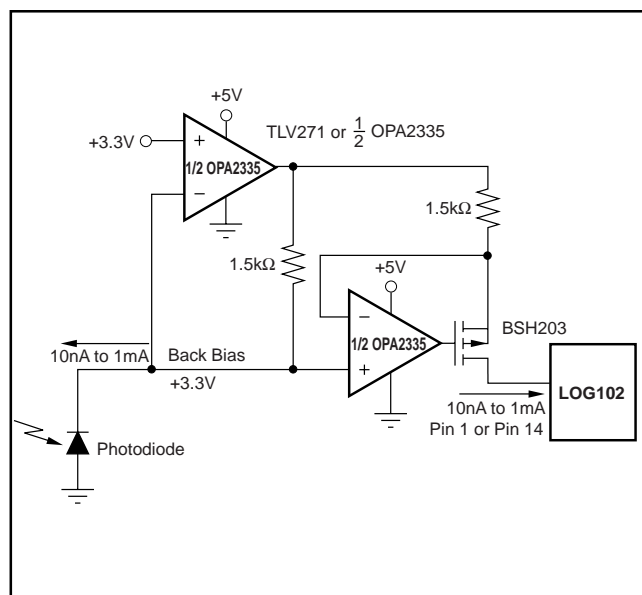 +5V
TLV271 or 1/2 OPA2335
+3.3V
+
1/2 OPA2335
−
1.5kΩ
1.5kΩ
+5V
−
BSH203
1/2 OPA2335
10nA to 1mA
Back Bias
+
+3.3V
LOG102
10nA to 1mA
Pin 1 or Pin 14
Photodiode